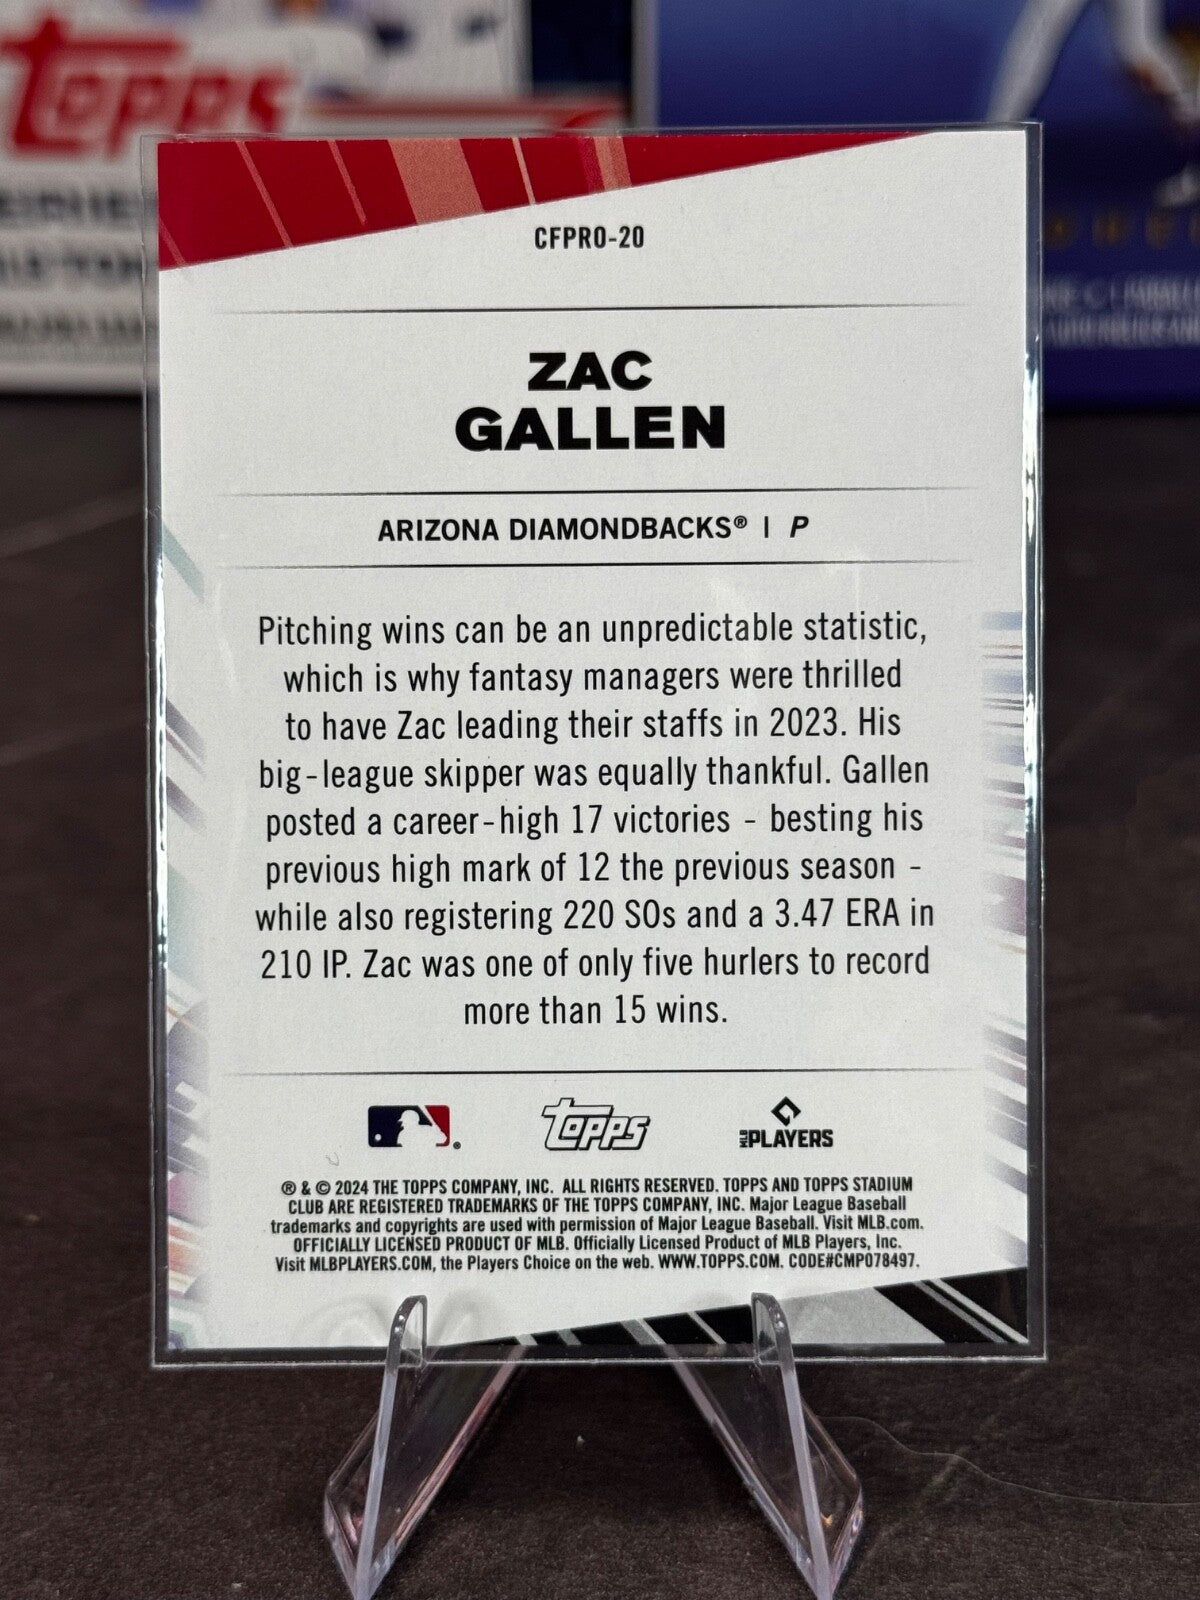 Topps
CFPRO-20
ZAC
GALLEN
ARIZONA DIAMONDBACKS® | P
Pitching wins can be an unpredictable statistic,
which is why fantasy managers were thrilled
to have Zac leading their staffs in 2023. His
big-league skipper was equally thankful. Gallen
posted a career-high 17 victories - besting his
previous high mark of 12 the previous season -
while also registering 220 SOs and a 3.47 ERA in
210 IP. Zac was one of only five hurlers to record
more than 15 wins.
Topps
MLB PLAYERS
® & © 2024 THE TOPPS COMPANY, INC. ALL RIGHTS RESERVED. TOPPS AND TOPPS STADIUM
CLUB ARE REGISTERED TRADEMARKS OF THE TOPPS COMPANY, INC. Major League Baseball
trademarks and copyrights are used with permission of Major League Baseball. Visit MLB.com.
OFFICIALLY LICENSED PRODUCT OF MLB. Officially Licensed Product of MLB Players, Inc.
Visit MLBPLAYERS.COM, the Players Choice on the web. WWW.TOPPS.COM. CODE#CMP078497.